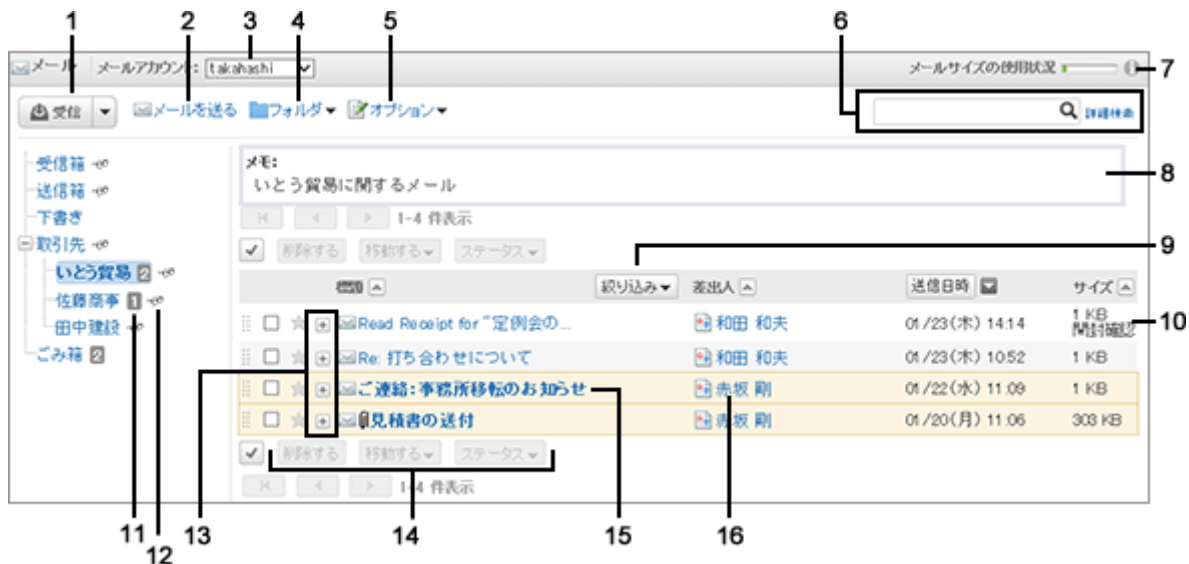 1 2 3 4 5 6
メール メールアカウント: takahashi メールサイズの使用状況 7
受信 メールを送る フォルダ オプション 詳細検索
受信箱
送信箱
下書き
取引先
いとう貿易 2
佐藤商事 1
田中建設
ごみ箱 2
メモ:
いとう貿易に関するメール 8
1-4 件表示
削除する 移動する ステータス 9
標題 絞り込み 差出人 送信日時 サイズ
Read Receipt for "定例会の... 和田 和夫 01/23(木) 14:14 1 KB 10
開封確認
Re: 打ち合わせについて 和田 和夫 01/23(木) 10:52 1 KB
ご連絡:事務所移転のお知らせ 赤坂 剛 01/22(水) 11:09 1 KB
見積書の送付 赤坂 剛 01/20(月) 11:06 303 KB
削除する 移動する ステータス
1-4 件表示
11 12 13 14 15 16